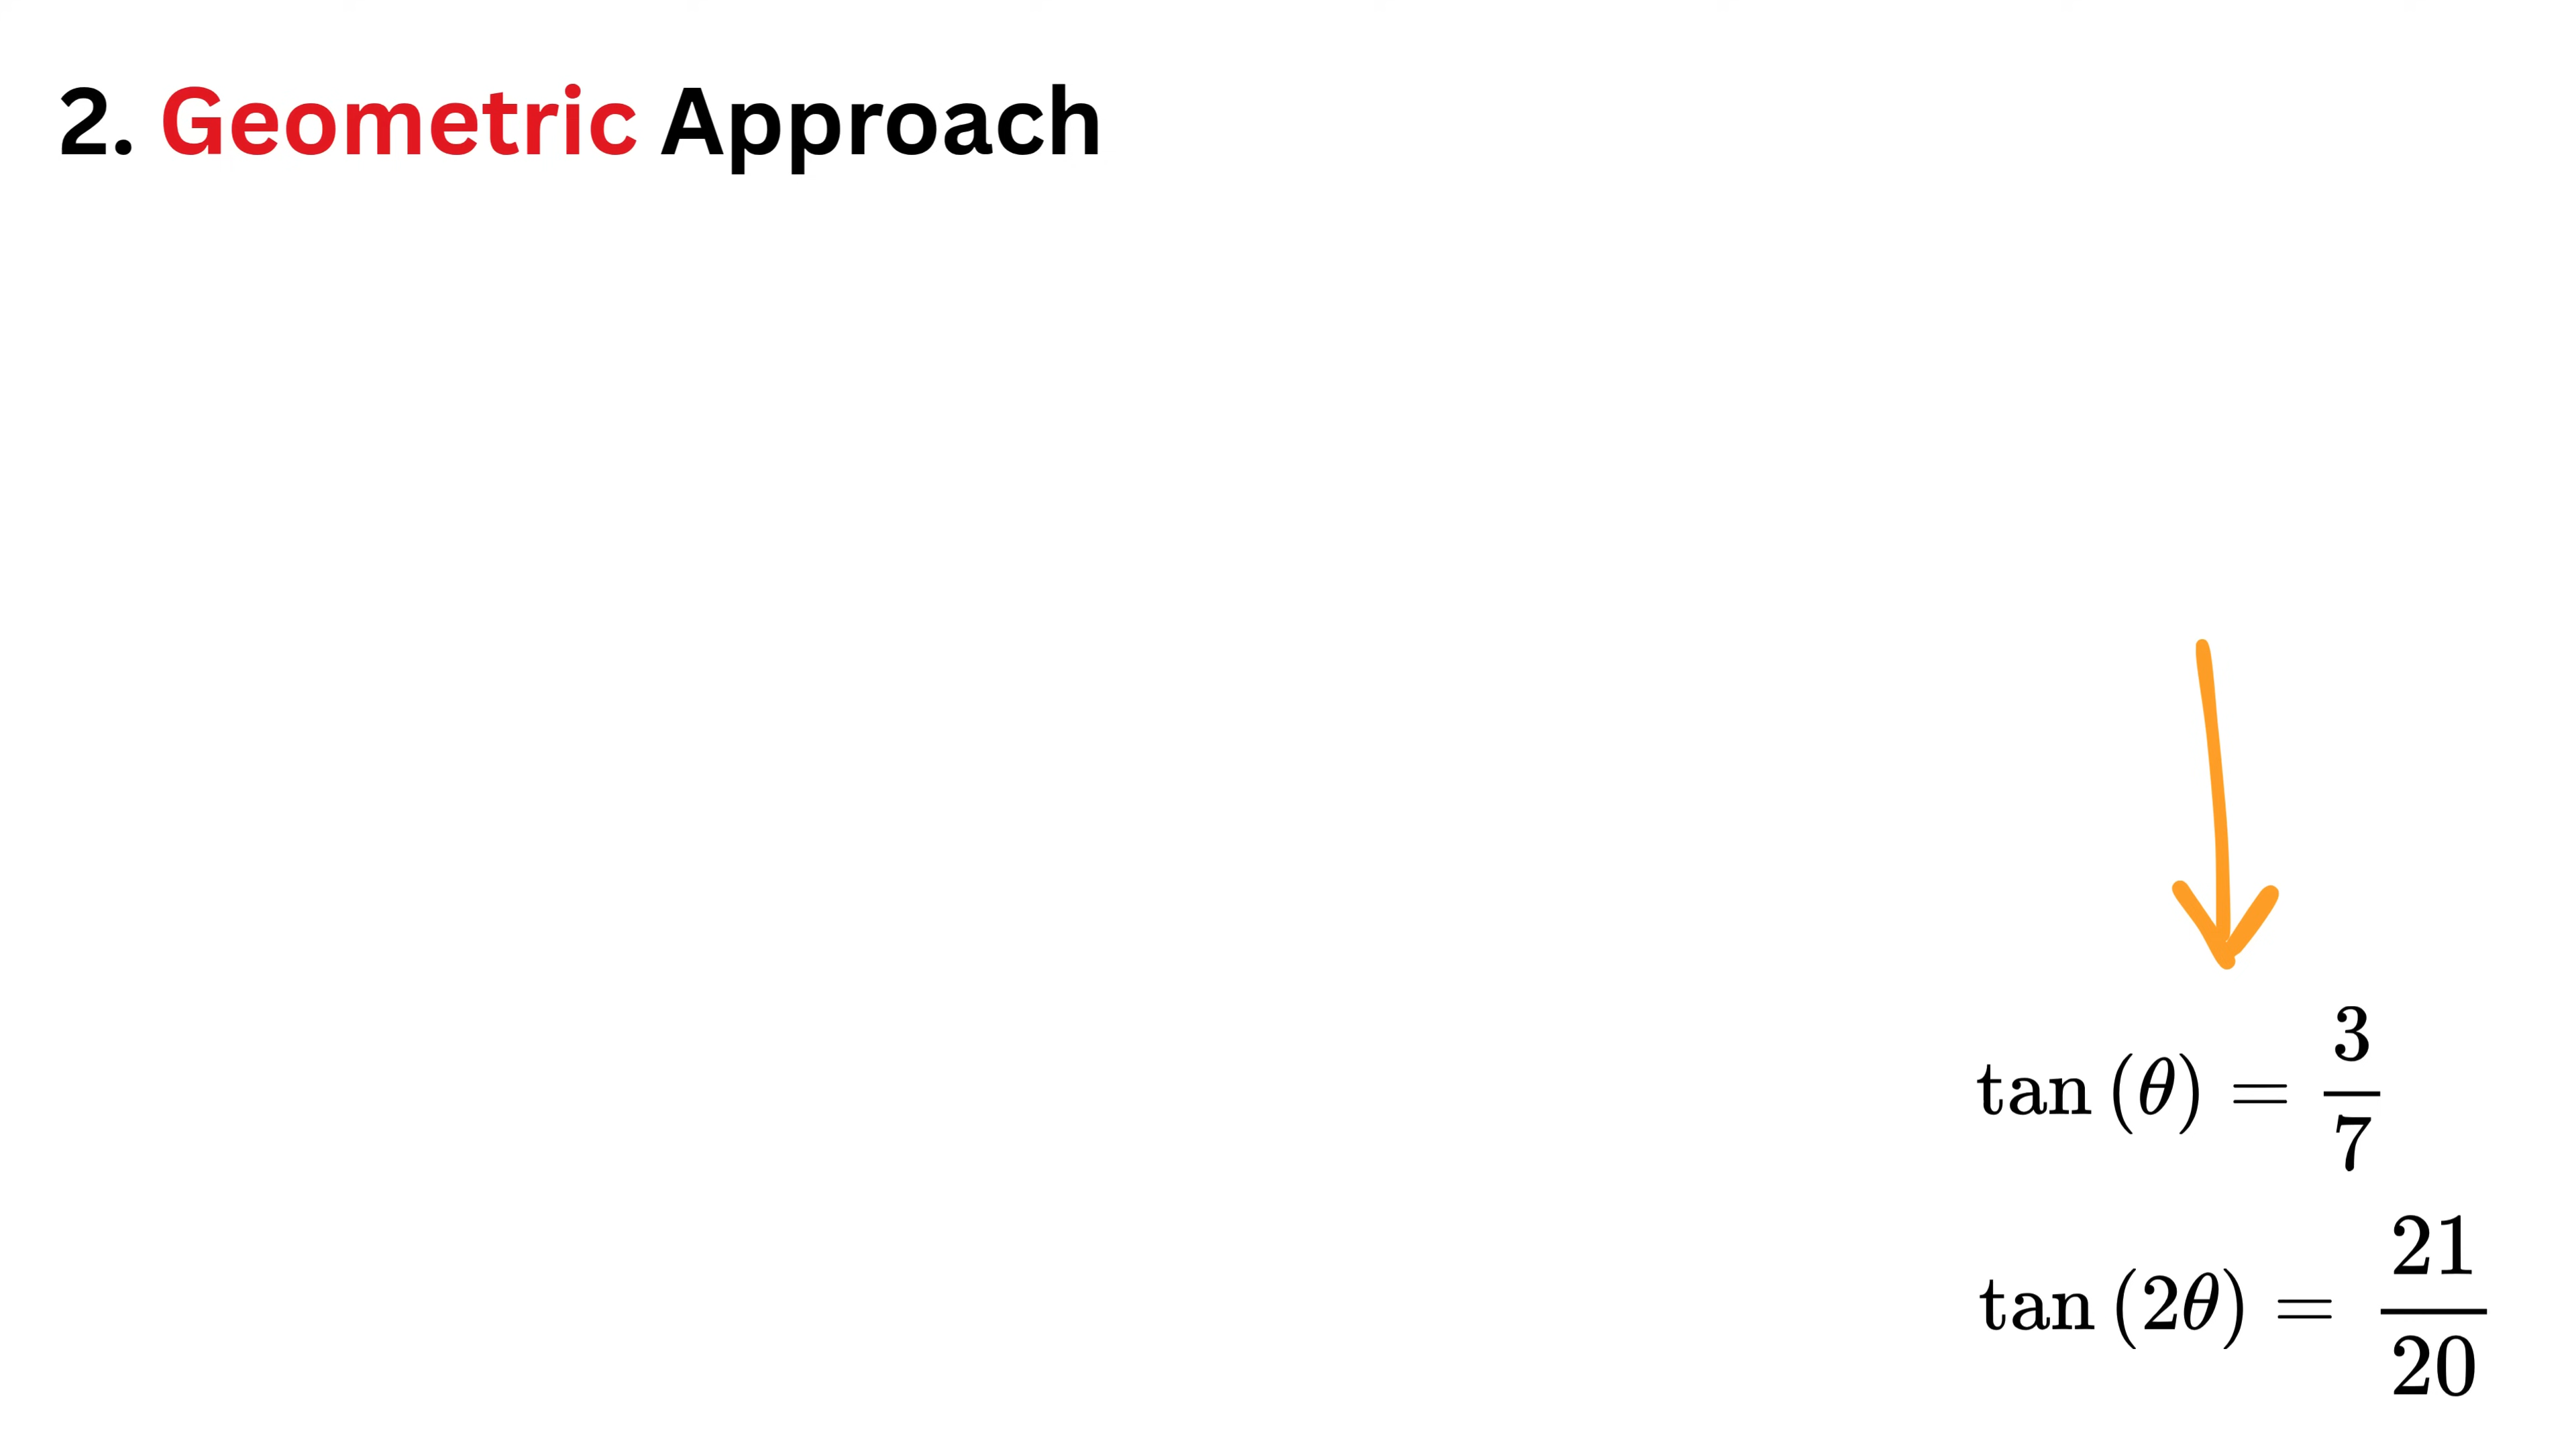 2. Geometric Approach
tan (θ) = 3/7
tan (2θ) = 21/20